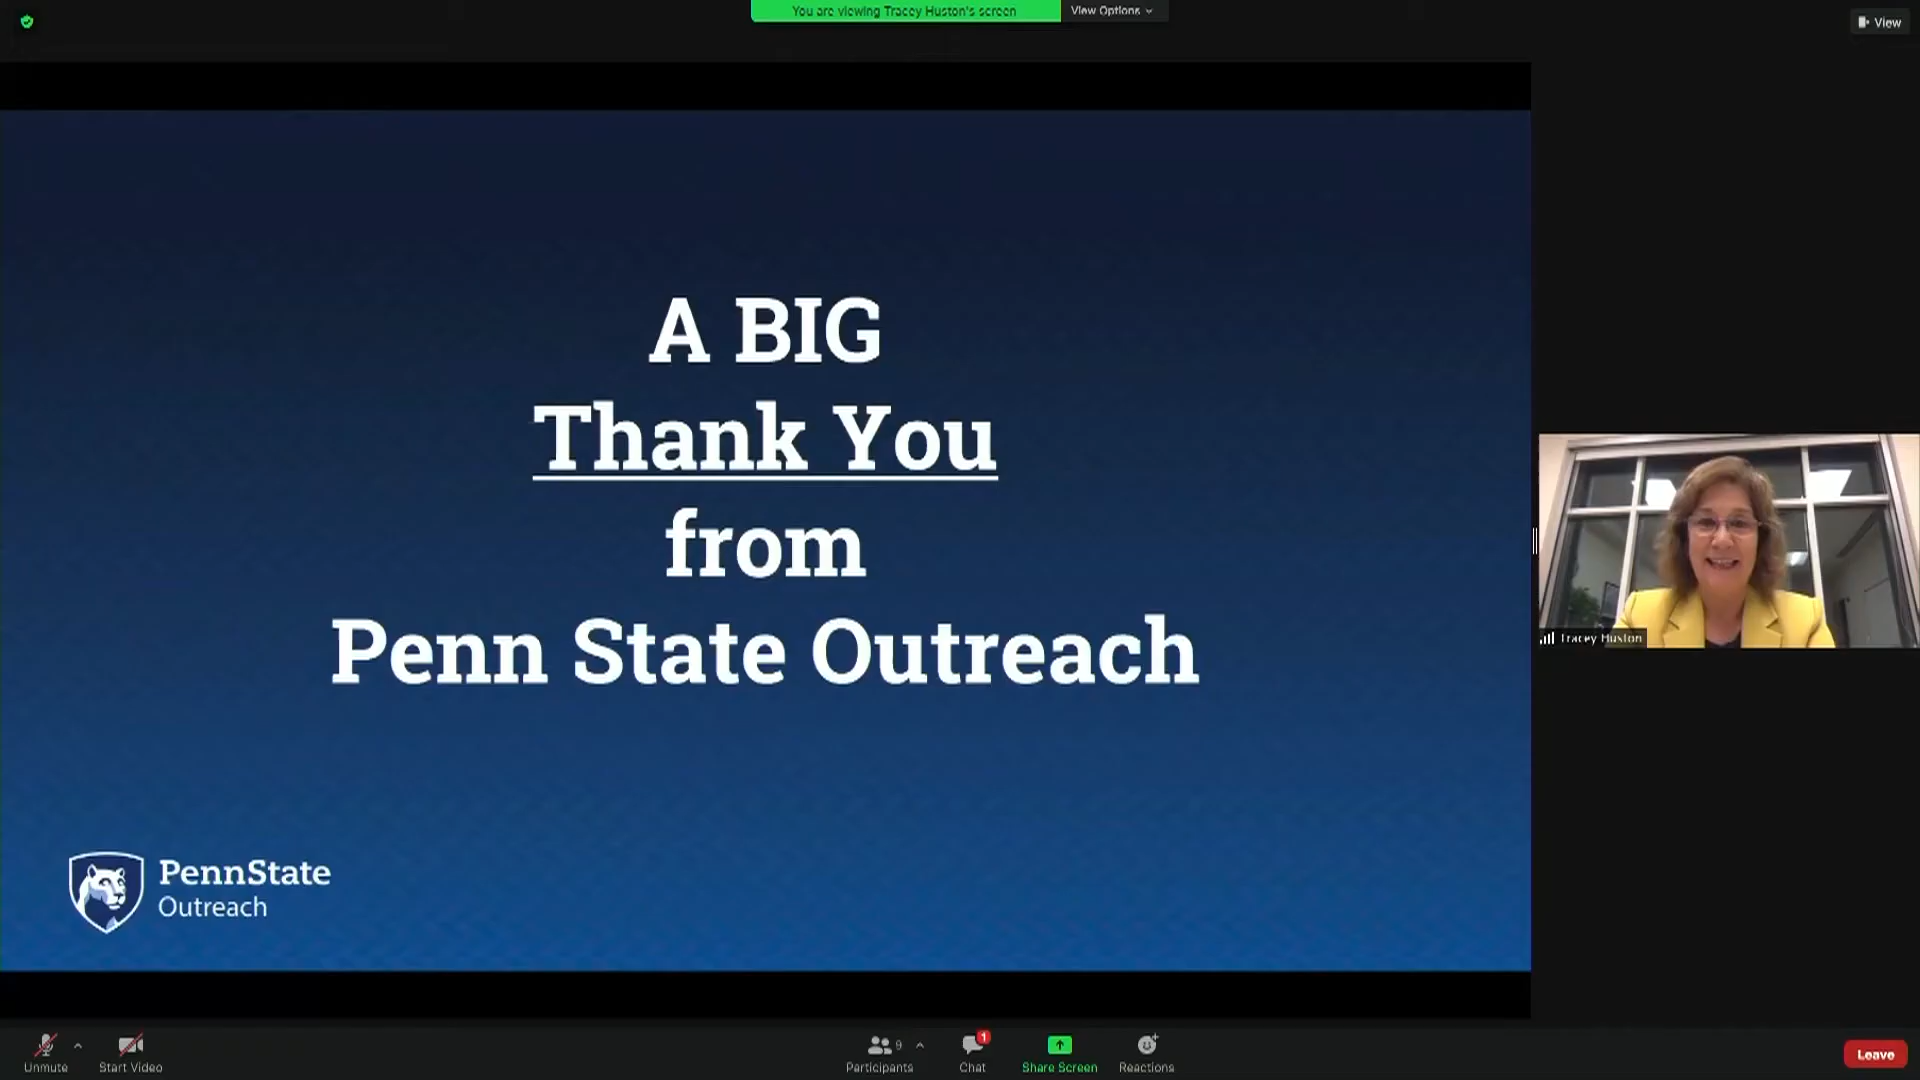 You are viewing Tracey Huston's screen
View Options
View
A BIG
Thank You
from
Penn State Outreach
Tracey Huston
PennState
Outreach
Unmute
Start Video
9
Participants
1
Chat
Share Screen
Reactions
Leave